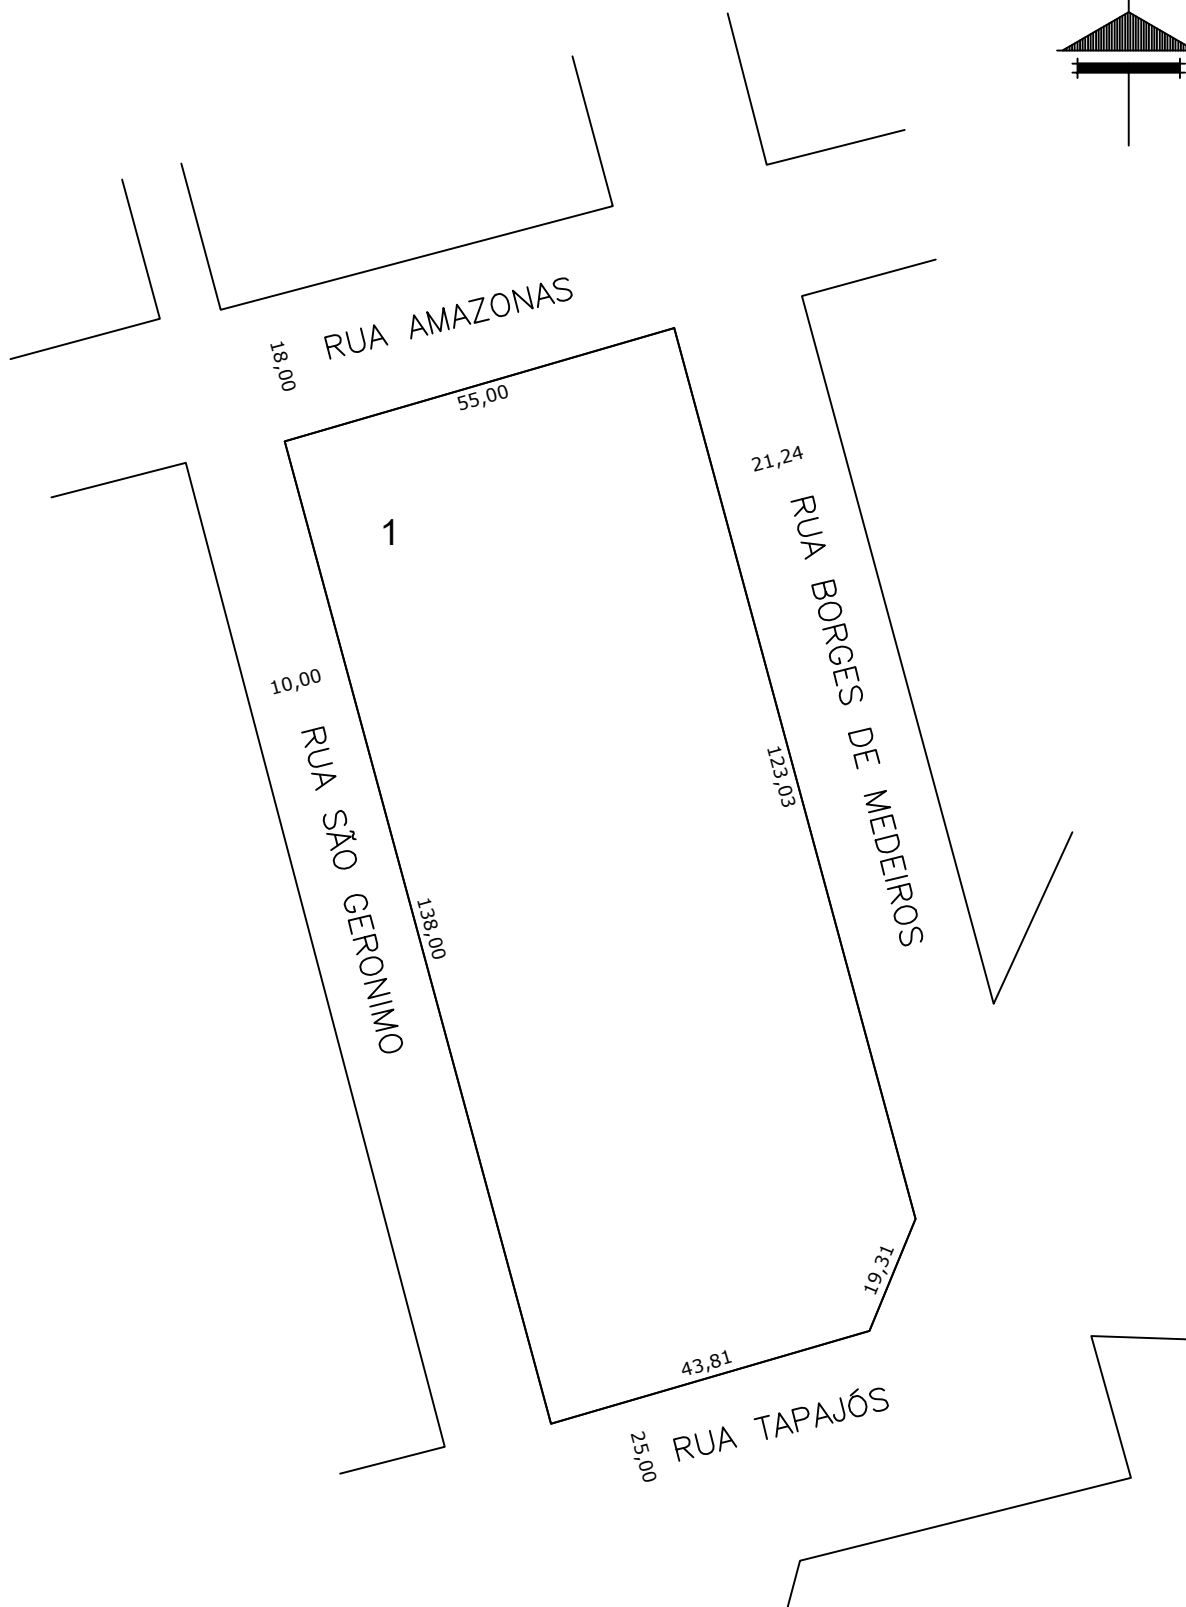 RUA AMAZONAS
18,00
55,00
21,24
1
RUA BORGES DE MEDEIROS
10,00
RUA SÃO GERONIMO
123,03
138,00
19,31
43,81
RUA TAPAJÓS
25,00